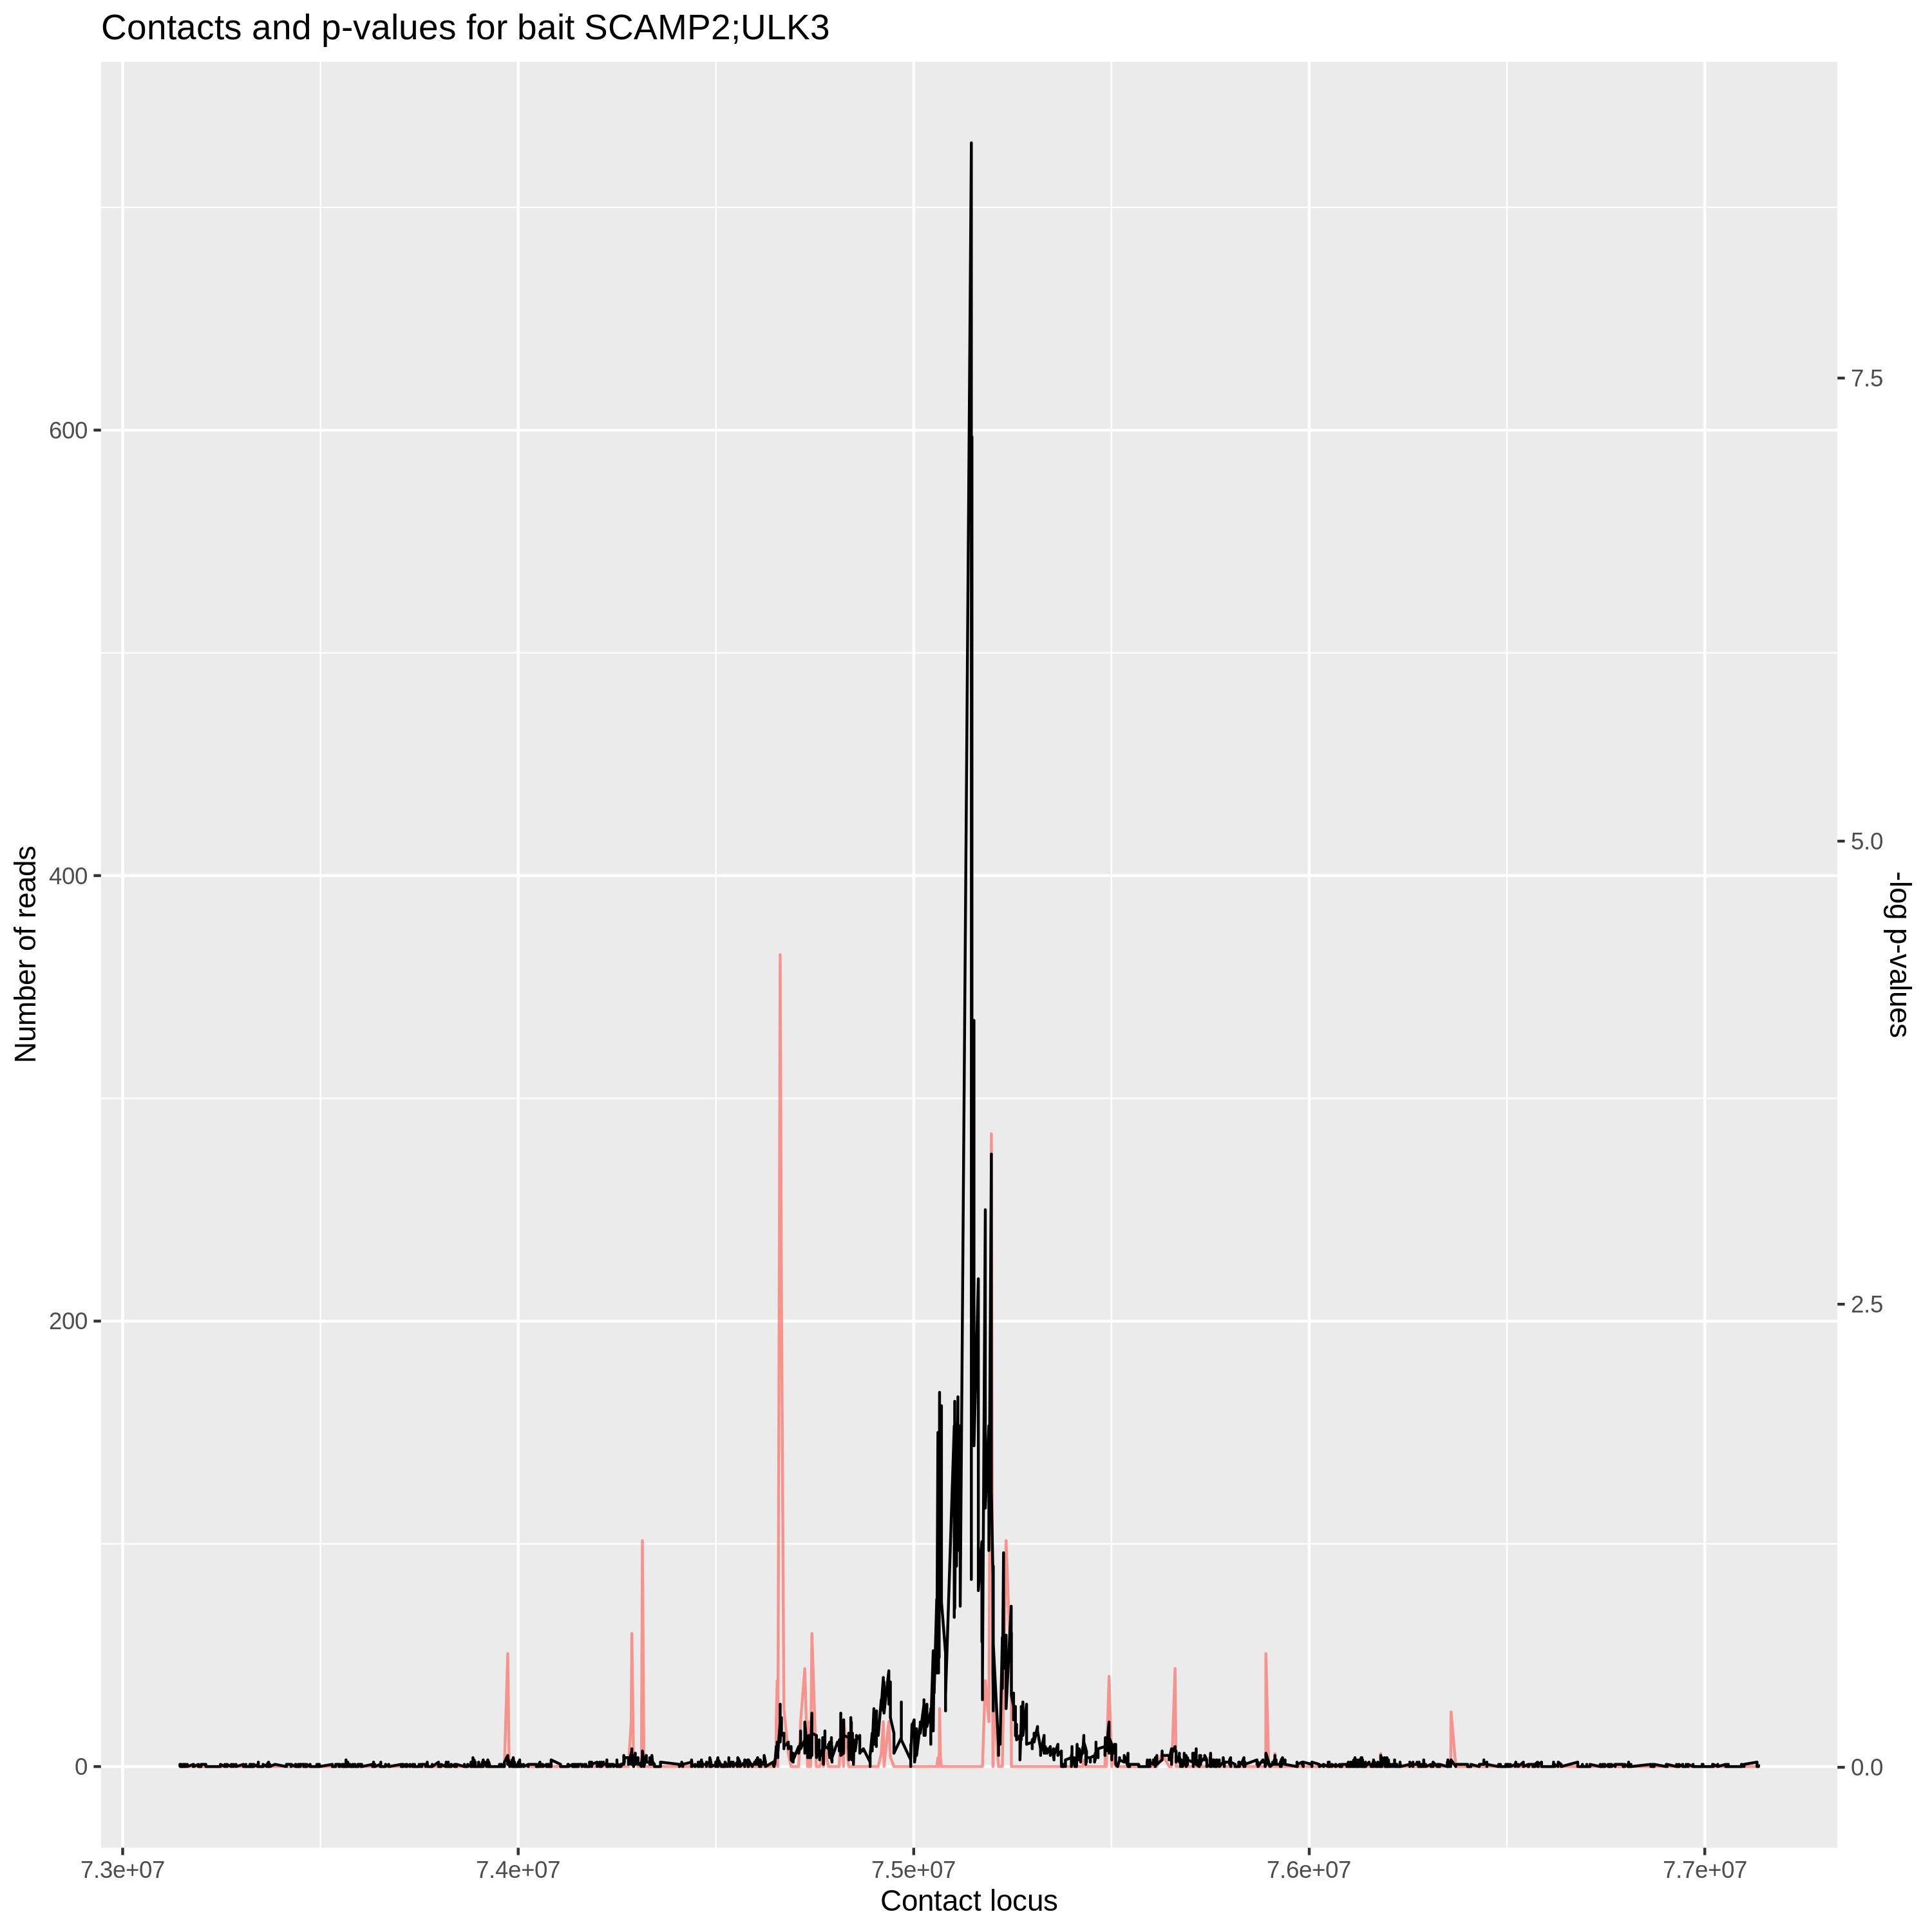 Contacts and p-values for bait SCAMP2;ULK3
Number of reads
600
400
200
0
7.5
5.0
2.5
0.0
-log p-values
7.3e+07
7.4e+07
7.5e+07
7.6e+07
7.7e+07
Contact locus